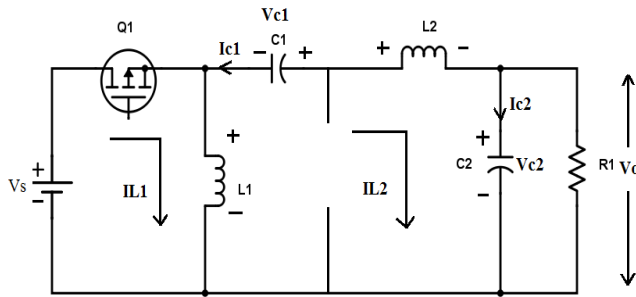 Vc1
Q1
Ic1
C1
L2
− +
+ −
Ic2
+
+
+
Vs
−
IL1
L1
−
IL2
C2
Vc2
−
R1
Vo